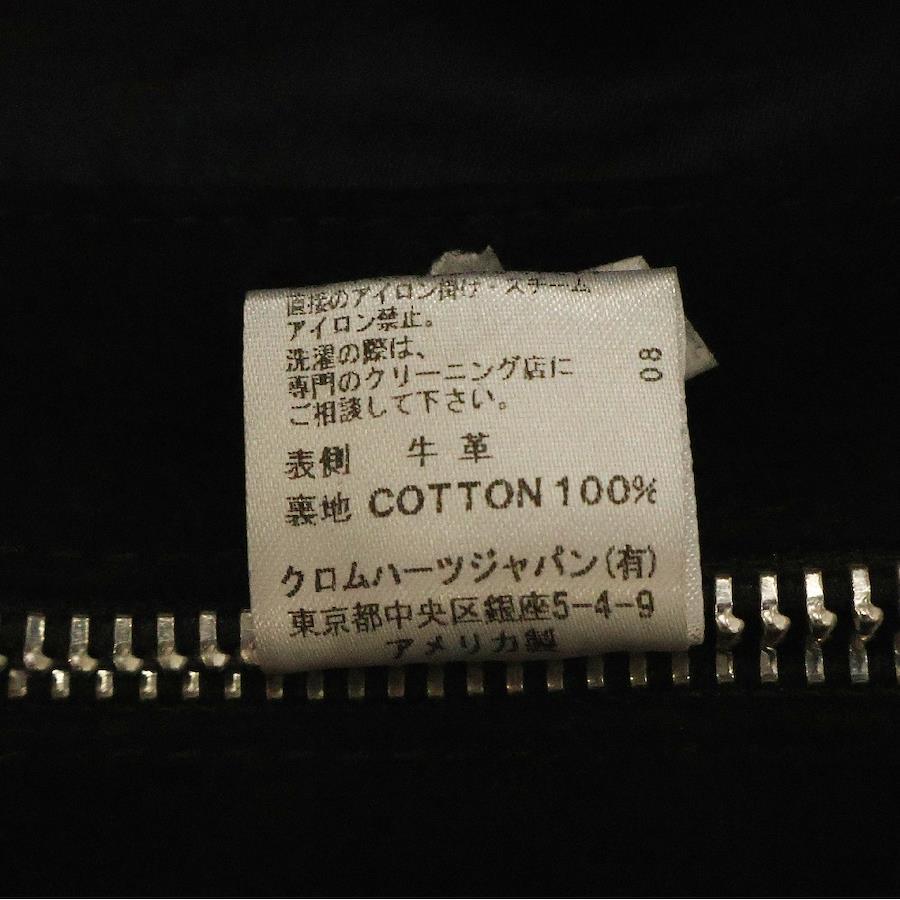 直接のアイロン掛け・スチーム
アイロン禁止。
洗濯の際は、
専門のクリーニング店に
ご相談して下さい。
08
表側 牛革
裏地 COTTON 100%
クロムハーツジャパン(有)
東京都中央区銀座5-4-9
アメリカ製